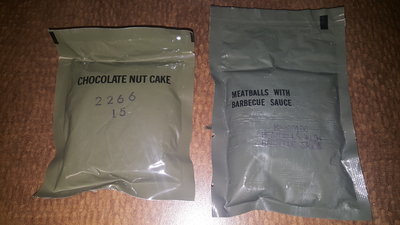 CHOCOLATE NUT CAKE
2266
15
MEATBALLS WITH
BARBECUE SAUCE